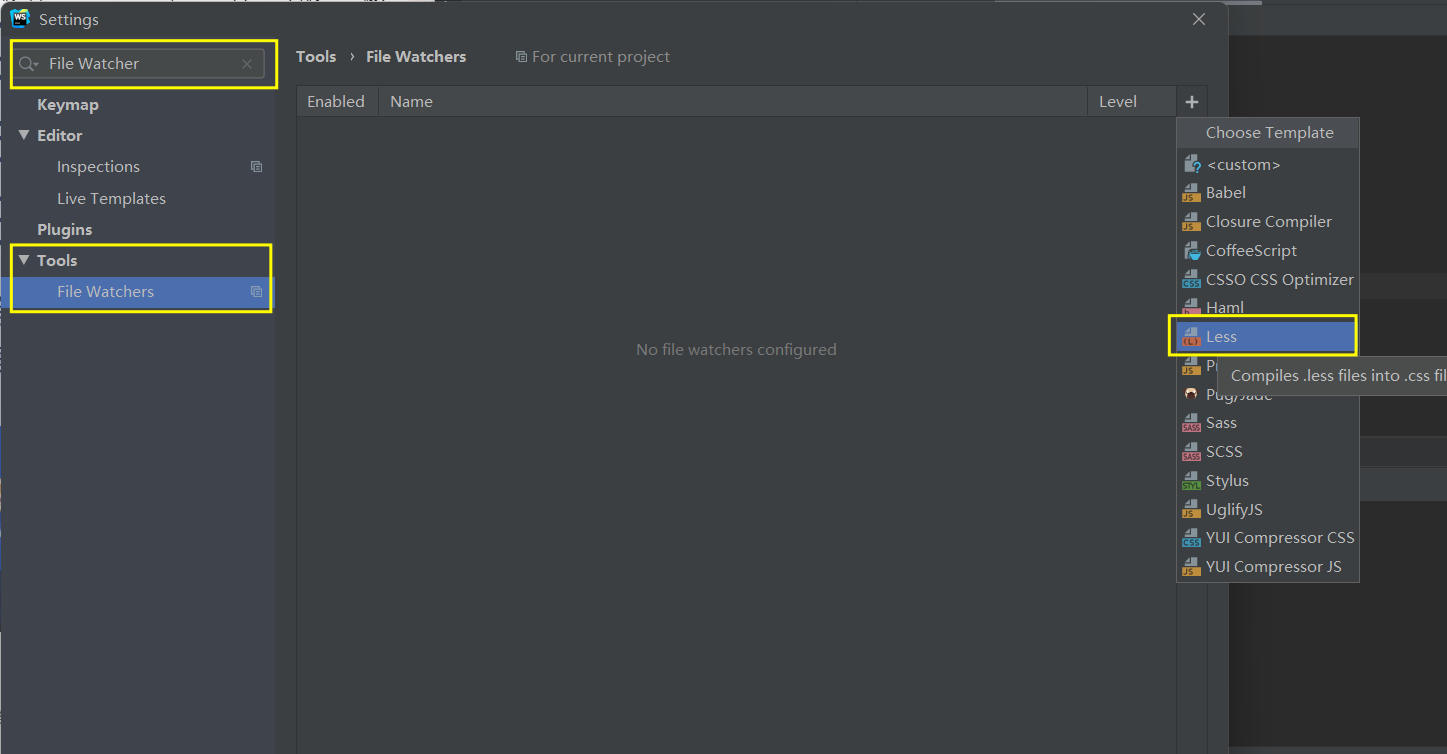 Settings
File Watcher
Keymap
Editor
Inspections
Live Templates
Plugins
Tools
File Watchers
Tools › File Watchers For current project
Enabled Name Level
No file watchers configured
Choose Template
<custom>
Babel
Closure Compiler
CoffeeScript
CSSO CSS Optimizer
Haml
Less
Compiles .less files into .css fil
Pug/Jade
Sass
SCSS
Stylus
UglifyJS
YUI Compressor CSS
YUI Compressor JS